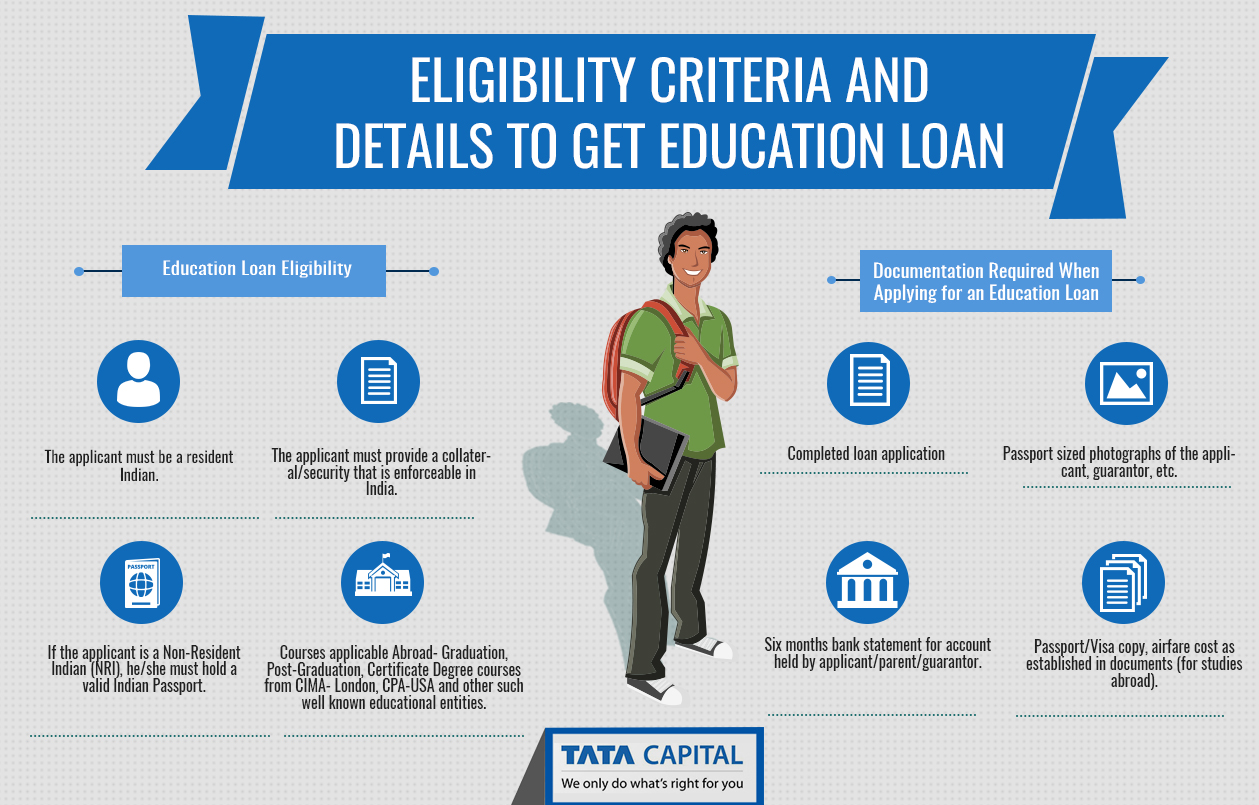 ELIGIBILITY CRITERIA AND
DETAILS TO GET EDUCATION LOAN
Education Loan Eligibility
The applicant must be a resident
Indian.
The applicant must provide a collater-
al/security that is enforceable in
India.
PASSPORT
If the applicant is a Non-Resident
Indian (NRI), he/she must hold a
valid Indian Passport.
Courses applicable Abroad- Graduation,
Post-Graduation, Certificate Degree courses
from CIMA- London, CPA-USA and other such
well known educational entities.
Documentation Required When
Applying for an Education Loan
Completed loan application
Passport sized photographs of the appli-
cant, guarantor, etc.
Six months bank statement for account
held by applicant/parent/guarantor.
Passport/Visa copy, airfare cost as
established in documents (for studies
abroad).
TATA CAPITAL
We only do what's right for you